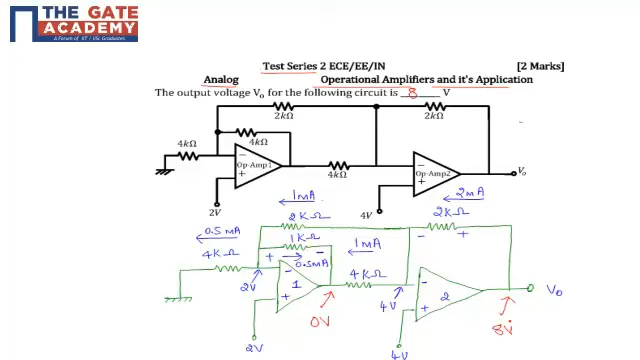 THE GATE
ACADEMY
A Forum of IIT / IISc Graduates
Test Series 2 ECE/EE/IN [2 Marks]
Analog Operational Amplifiers and it's Application
The output voltage Vo for the following circuit is __8__ V
2kΩ 2kΩ
4kΩ 4kΩ
Op-Amp1 4kΩ Op-Amp2 Vo
2V 4V
1mA 2mA
0.5mA 2KΩ 2KΩ
4KΩ 1KΩ 1mA
+ − − +
0.5mA 4KΩ
2V 1 4V 2 Vo
0V 8V
2V 4V